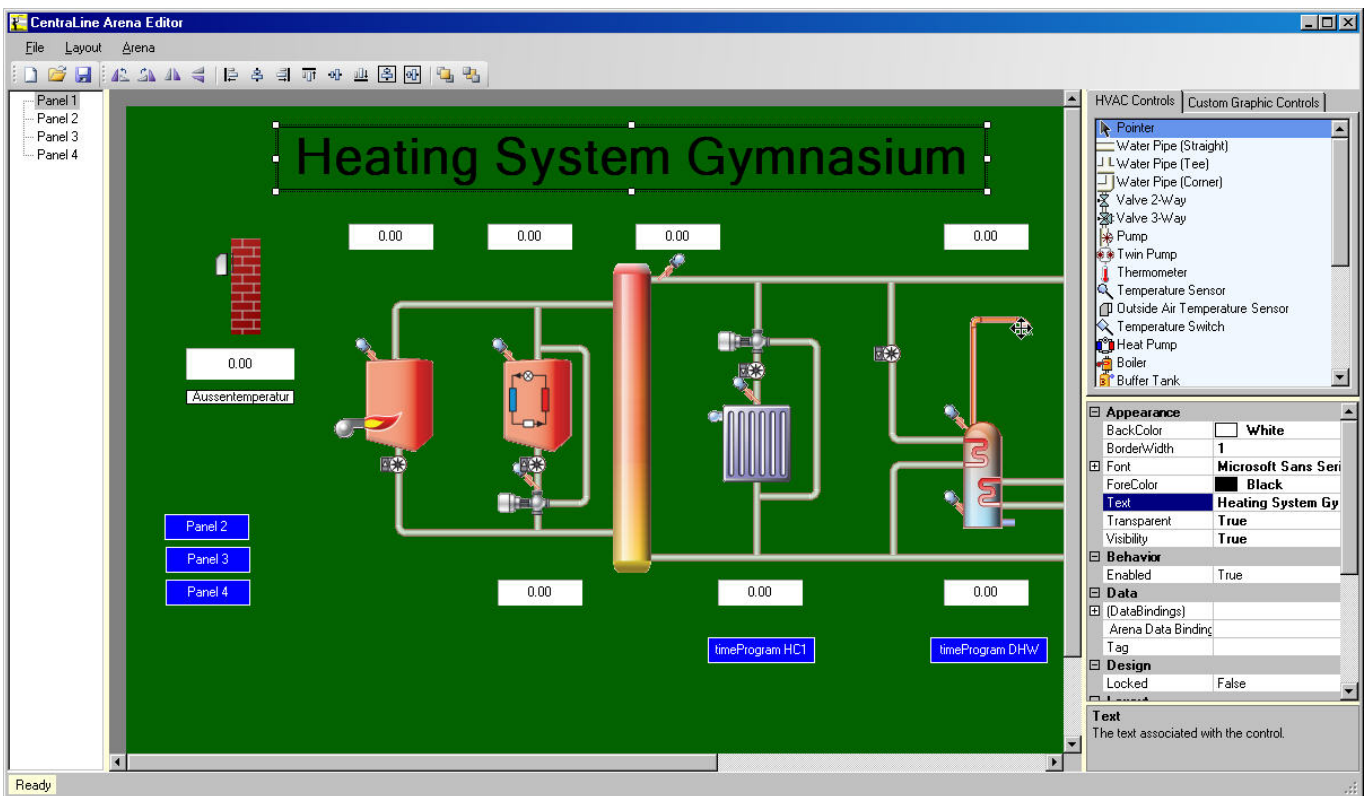 CentraLine Arena Editor
File Layout Arena
Panel 1
Panel 2
Panel 3
Panel 4
Heating System Gymnasium
0.00 0.00 0.00 0.00
0.00
Aussentemperatur
Panel 2
Panel 3
Panel 4
0.00 0.00 0.00
timeProgram HC1 timeProgram DHW
HVAC Controls Custom Graphic Controls
Pointer
Water Pipe (Straight)
Water Pipe (Tee)
Water Pipe (Corner)
Valve 2-Way
Valve 3-Way
Pump
Twin Pump
Thermometer
Temperature Sensor
Outside Air Temperature Sensor
Temperature Switch
Heat Pump
Boiler
Buffer Tank
Appearance
BackColor White
BorderWidth 1
Font Microsoft Sans Seri
ForeColor Black
Text Heating System Gy
Transparent True
Visibility True
Behavior
Enabled True
Data
(DataBindings)
Arena Data Binding
Tag
Design
Locked False
Layout
Text
The text associated with the control.
Ready